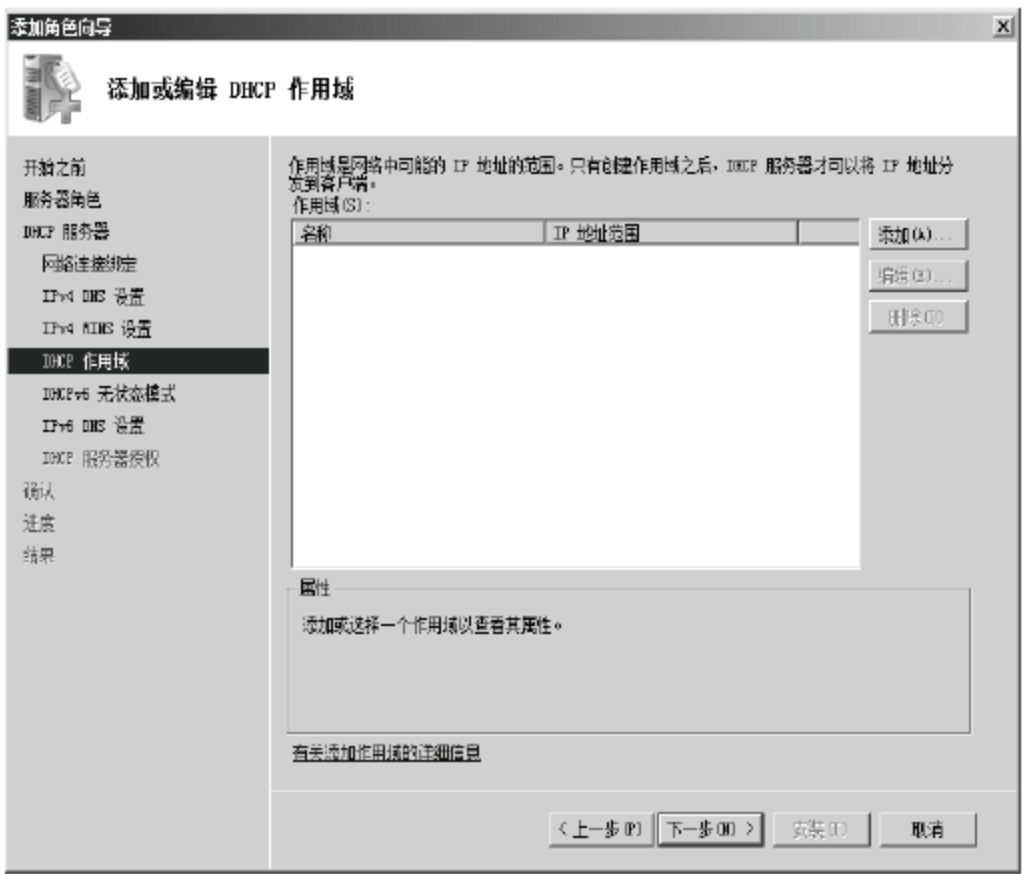 添加角色向导
添加或编辑 DHCP 作用域
开始之前
服务器角色
DHCP 服务器
网络连接绑定
IPv4 DNS 设置
IPv4 WINS 设置
DHCP 作用域
DHCPv6 无状态模式
IPv6 DNS 设置
DHCP 服务器授权
确认
进度
结果
作用域是网络中可能的 IP 地址的范围。只有创建作用域之后，DHCP 服务器才可以将 IP 地址分
发到客户端。
作用域(S):
名称 IP 地址范围
添加(A)...
编辑(E)...
删除(D)
属性
添加或选择一个作用域以查看其属性。
有关添加作用域的详细信息
< 上一步(P) 下一步(N) > 安装(I) 取消